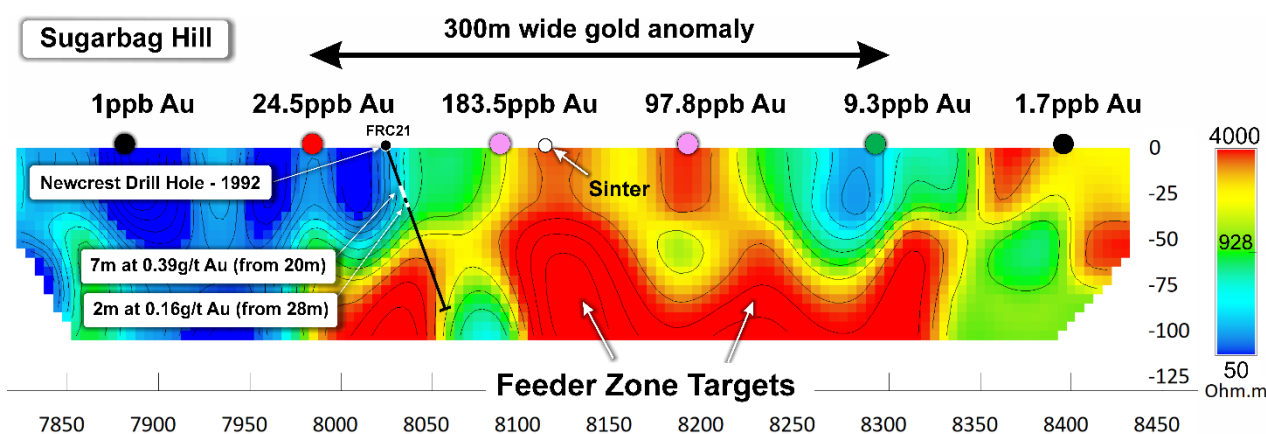 Sugarbag Hill
300m wide gold anomaly
1ppb Au
24.5ppb Au
183.5ppb Au
97.8ppb Au
9.3ppb Au
1.7ppb Au
FRC21
Newcrest Drill Hole - 1992
Sinter
7m at 0.39g/t Au (from 20m)
2m at 0.16g/t Au (from 28m)
Feeder Zone Targets
0
-25
-50
-75
-100
-125
4000
928
50
Ohm.m
7850 7900 7950 8000 8050 8100 8150 8200 8250 8300 8350 8400 8450